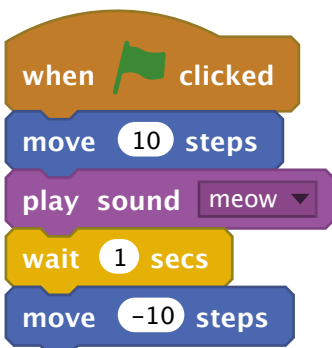 when clicked
move 10 steps
play sound meow
wait 1 secs
move -10 steps